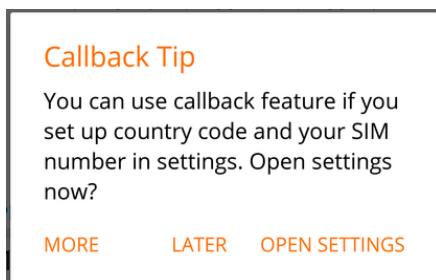 Callback Tip
You can use callback feature if you
set up country code and your SIM
number in settings. Open settings
now?
MORE LATER OPEN SETTINGS